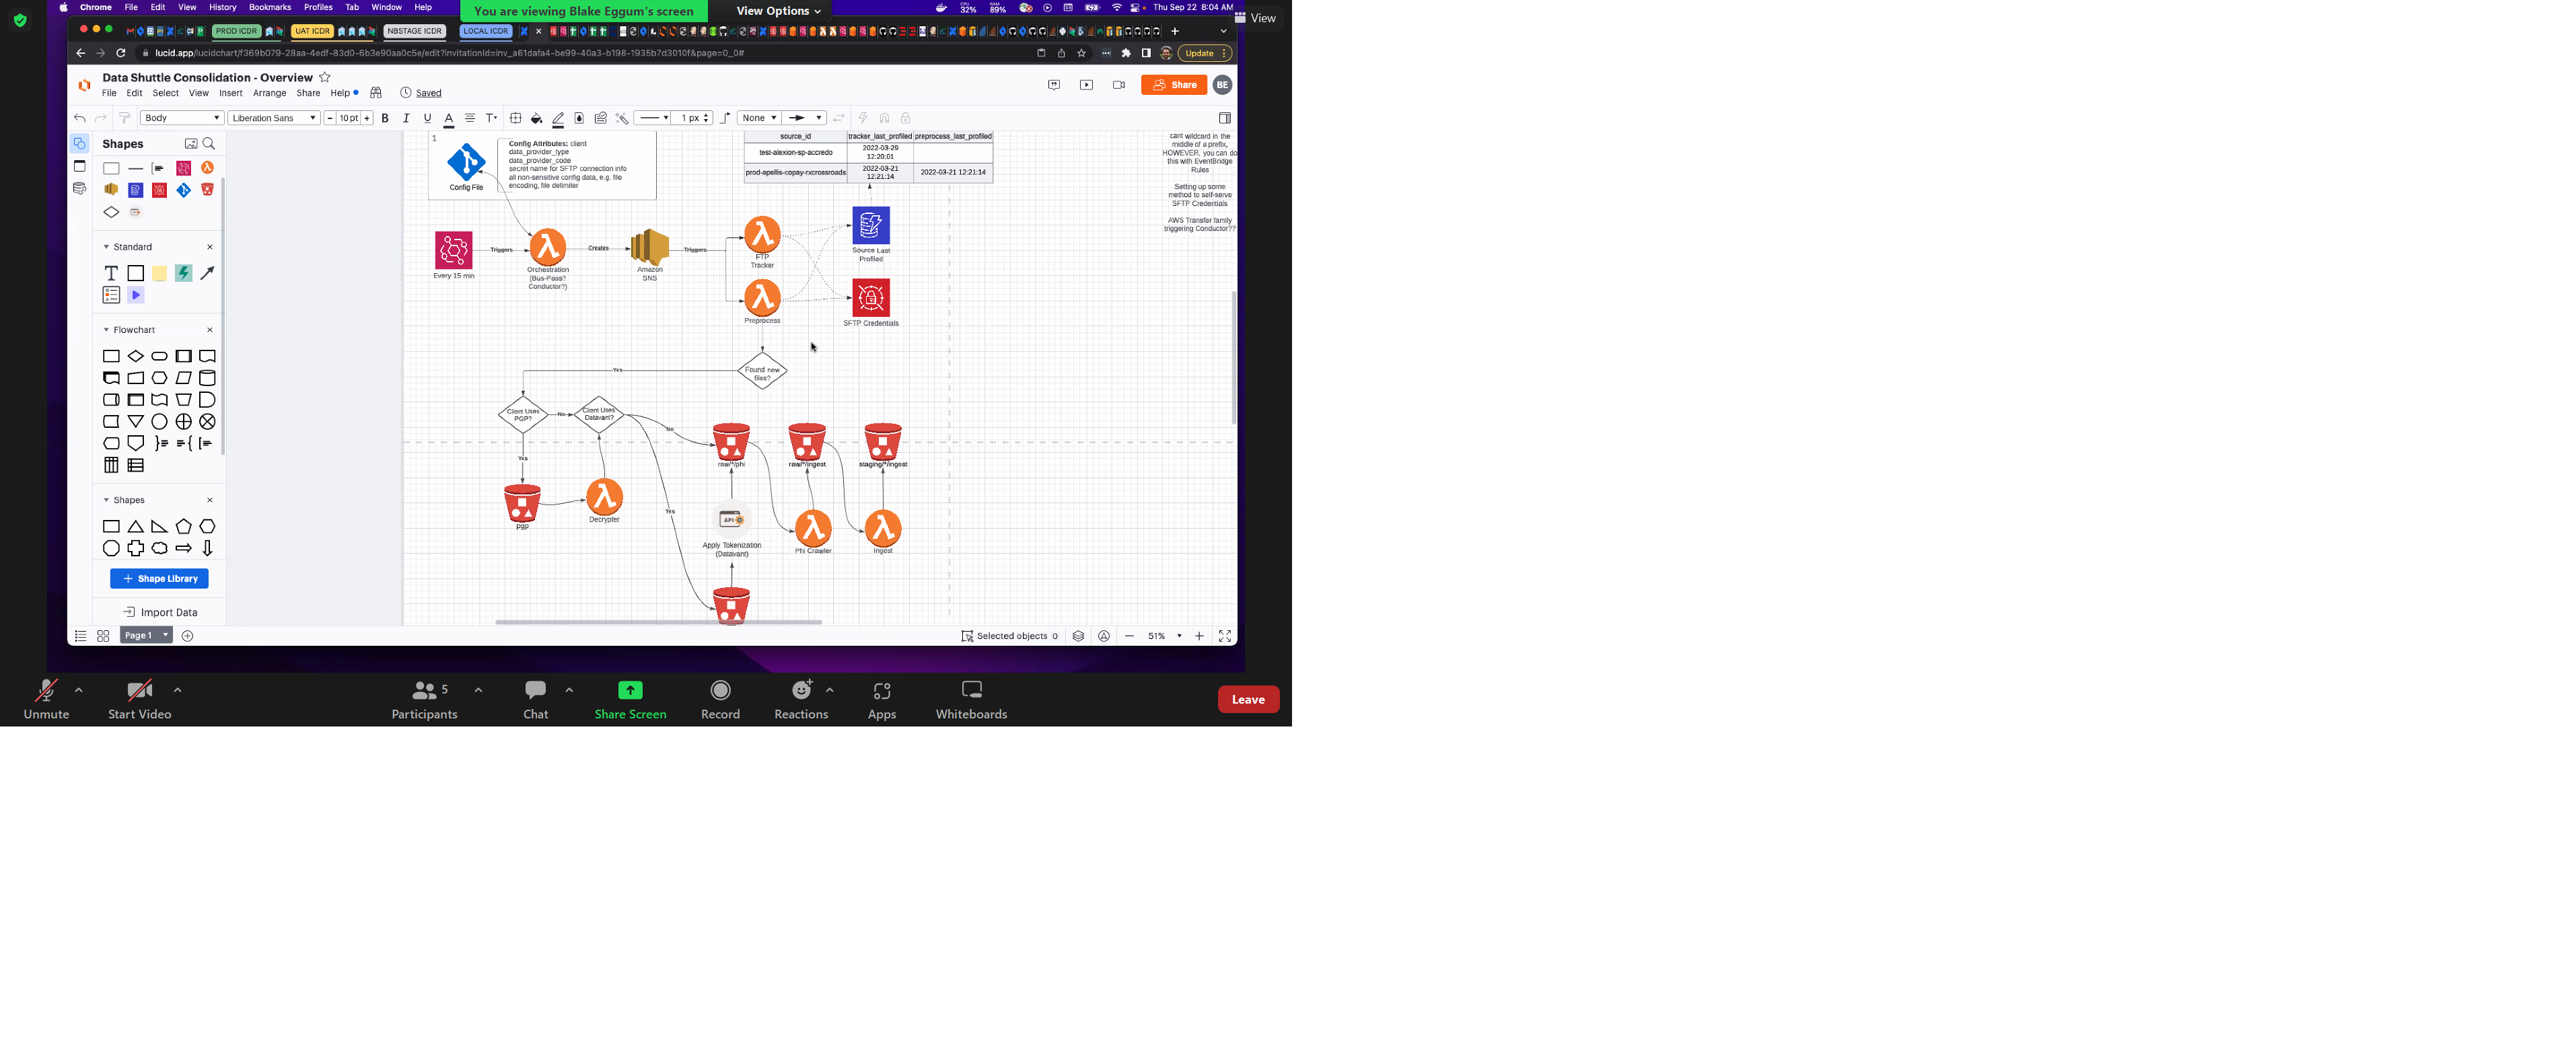 Chrome File Edit View History Bookmarks Profiles Tab Window Help
You are viewing Blake Eggum's screen
View Options
CPU 32%
RAM 89%
Thu Sep 22 8:04 AM
View
PROD ICDR
UAT ICDR
NBSTAGE ICDR
LOCAL ICDR
lucid.app/lucidchart/f369b079-28aa-4edf-83d0-6b3e90aa0c5e/edit?invitationId=inv_a61dafa4-be99-40a3-b198-1935b7d3010f&page=0_0#
Update
Data Shuttle Consolidation - Overview
File Edit Select View Insert Arrange Share Help
Saved
Share
BE
Body
Liberation Sans
10 pt
B I U A T
1 px
None
Shapes
Standard
T
Flowchart
Shapes
Shape Library
Import Data
1
Config File
Config Attributes: client
data_provider_type
data_provider_code
secret name for SFTP connection info
all non-sensitive config data, e.g. file
encoding, file delimiter
source_id tracker_last_profiled preprocess_last_profiled
test-alexion-sp-accredo 2022-03-29 12:20:01
prod-apellis-copay-rxcrossroads 2022-03-21 12:21:14 2022-03-21 12:21:14
cant wildcard in the
middle of a prefix,
HOWEVER, you can do
this with EventBridge
Rules
Setting up some
method to self-serve
SFTP Credentials
AWS Transfer family
triggering Conductor??
Every 15 min
Triggers
Orchestration
(Bus-Pass?
Conductor?)
Creates
Amazon
SNS
Triggers
FTP
Tracker
Preprocess
Source Last
Profiled
SFTP Credentials
Found new
files?
Yes
Client Uses
PGP?
No
Client Uses
Datavant?
No
Yes
Yes
pgp
Decrypter
raw/*/phi
raw/*/ingest
staging/*/ingest
API
Apply Tokenization
(Datavant)
Phi Crawler
Ingest
Page 1
Selected objects 0
51%
Unmute
Start Video
5
Participants
Chat
Share Screen
Record
Reactions
Apps
Whiteboards
Leave